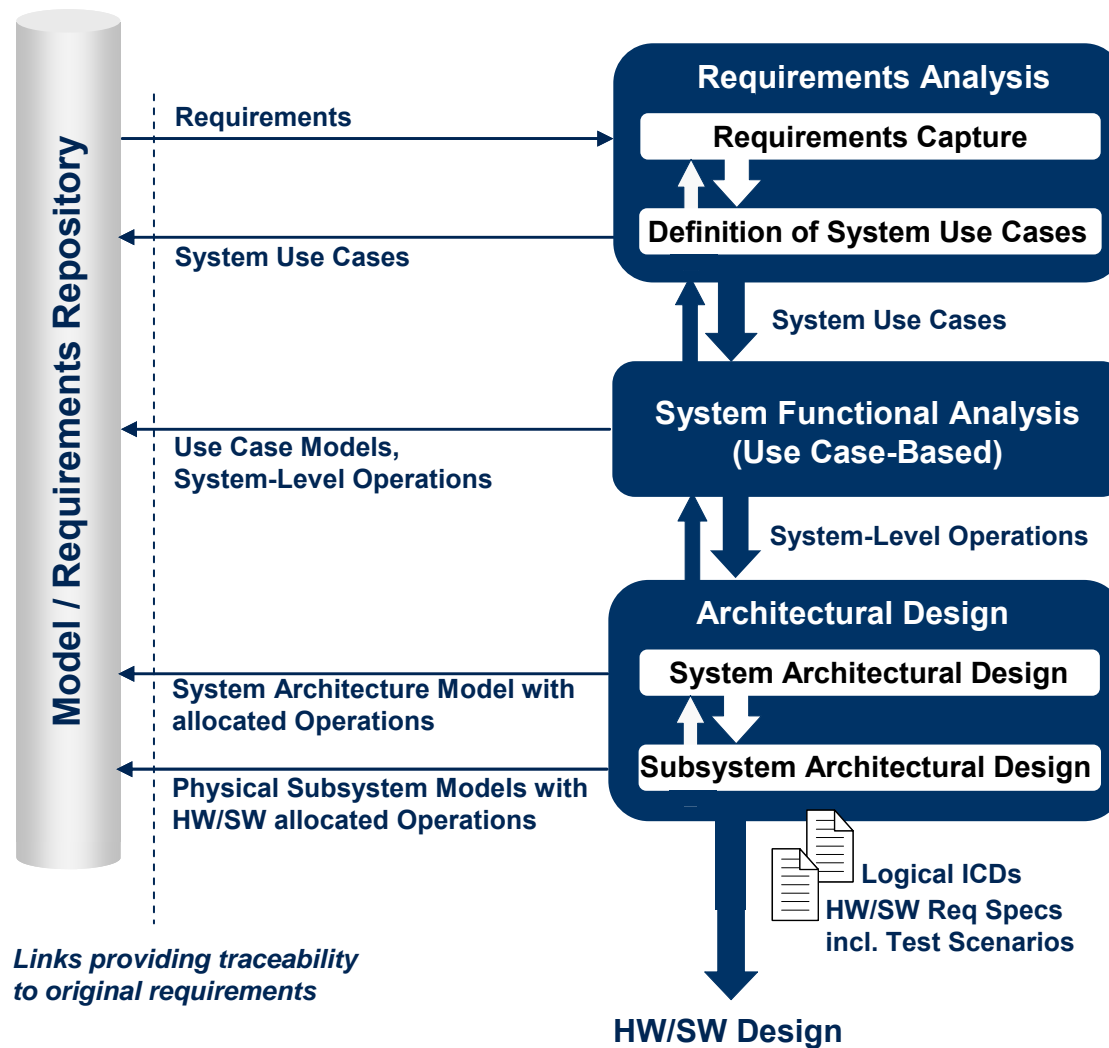 Model / Requirements Repository
Requirements
System Use Cases
Use Case Models,
System-Level Operations
System Architecture Model with
allocated Operations
Physical Subsystem Models with
HW/SW allocated Operations
Links providing traceability
to original requirements
Requirements Analysis
Requirements Capture
Definition of System Use Cases
System Use Cases
System Functional Analysis
(Use Case-Based)
System-Level Operations
Architectural Design
System Architectural Design
Subsystem Architectural Design
Logical ICDs
HW/SW Req Specs
incl. Test Scenarios
HW/SW Design